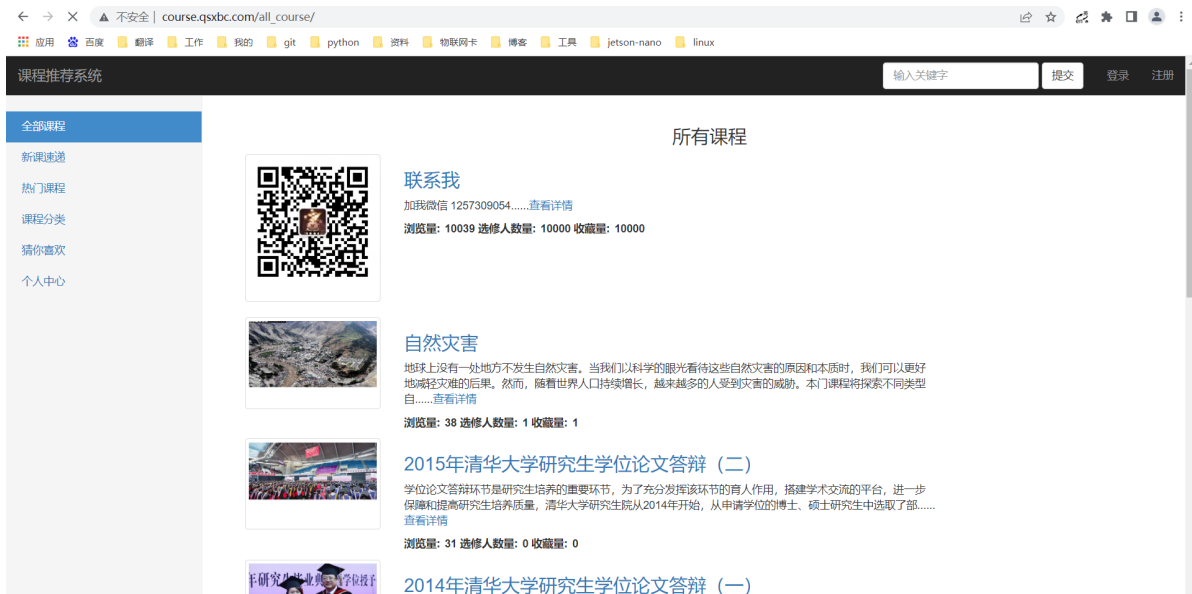 不安全 | course.qsxbc.com/all_course/
应用 百度 翻译 工作 我的 git python 资料 物联网卡 博客 工具 jetson-nano linux
课程推荐系统 输入关键字 提交 登录 注册
全部课程
新课速递
热门课程
课程分类
猜你喜欢
个人中心
所有课程
联系我
加我微信 1257309054......查看详情
浏览量: 10039 选修人数量: 10000 收藏量: 10000
自然灾害
地球上没有一处地方不发生自然灾害。当我们以科学的眼光看待这些自然灾害的原因和本质时，我们可以更好
地减轻灾难的后果。然而，随着世界人口持续增长，越来越多的人受到灾害的威胁。本门课程将探索不同类型
自......查看详情
浏览量: 38 选修人数量: 1 收藏量: 1
2015年清华大学研究生学位论文答辩（二）
学位论文答辩环节是研究生培养的重要环节，为了充分发挥该环节的育人作用，搭建学术交流的平台，进一步
保障和提高研究生培养质量，清华大学研究生院从2014年开始，从申请学位的博士、硕士研究生中选取了部......
查看详情
浏览量: 31 选修人数量: 0 收藏量: 0
2014年清华大学研究生学位论文答辩（一）